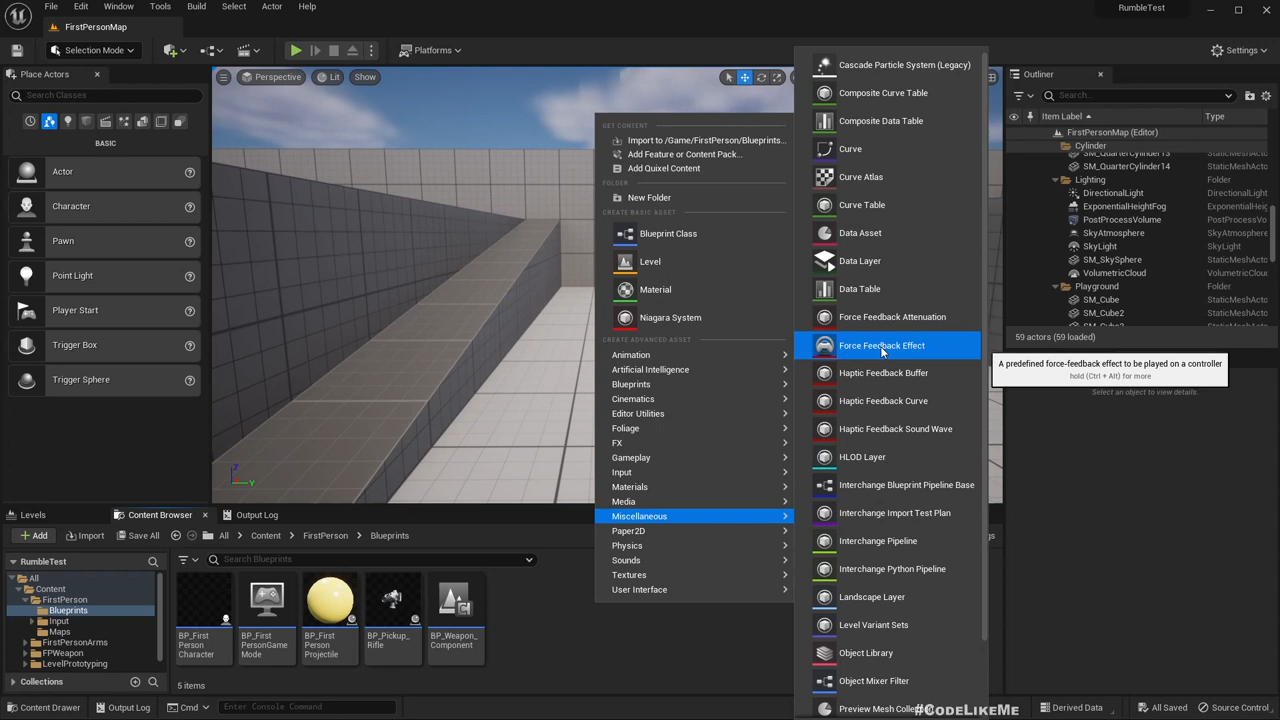 File Edit Window Tools Build Select Actor Help
RumbleTest
FirstPersonMap
Selection Mode
Platforms
Settings
Place Actors
Search Classes
BASIC
Actor
Character
Pawn
Point Light
Player Start
Trigger Box
Trigger Sphere
Perspective
Lit
Show
Z
Y
GET CONTENT
Import to /Game/FirstPerson/Blueprints...
Add Feature or Content Pack...
Add Quixel Content
FOLDER
New Folder
CREATE BASIC ASSET
Blueprint Class
Level
Material
Niagara System
CREATE ADVANCED ASSET
Animation
Artificial Intelligence
Blueprints
Cinematics
Editor Utilities
Foliage
FX
Gameplay
Input
Materials
Media
Miscellaneous
Paper2D
Physics
Sounds
Textures
User Interface
Cascade Particle System (Legacy)
Composite Curve Table
Composite Data Table
Curve
Curve Atlas
Curve Table
Data Asset
Data Layer
Data Table
Force Feedback Attenuation
Force Feedback Effect
Haptic Feedback Buffer
Haptic Feedback Curve
Haptic Feedback Sound Wave
HLOD Layer
Interchange Blueprint Pipeline Base
Interchange Import Test Plan
Interchange Pipeline
Interchange Python Pipeline
Landscape Layer
Level Variant Sets
Object Library
Object Mixer Filter
Preview Mesh
A predefined force-feedback effect to be played on a controller
hold (Ctrl + Alt) for more
Select an object to view details.
Outliner
Search...
Item Label
Type
FirstPersonMap (Editor)
Cylinder
SM_QuarterCylinder13 StaticMeshActo
SM_QuarterCylinder14 StaticMeshActo
Lighting Folder
DirectionalLight DirectionalLight
ExponentialHeightFog ExponentialHeigh
PostProcessVolume PostProcessVolu
SkyAtmosphere SkyAtmosphere
SkyLight SkyLight
SM_SkySphere StaticMeshActo
VolumetricCloud VolumetricCloud
Playground Folder
SM_Cube StaticMeshActo
SM_Cube2 StaticMeshActo
59 actors (59 loaded)
Levels
Content Browser
Output Log
Add
Import
Save All
All
Content
FirstPerson
Blueprints
RumbleTest
Search Blueprints
All
Content
FirstPerson
Blueprints
Input
Maps
FirstPersonArms
FPWeapon
LevelPrototyping
Collections
BP_First
Person
Character
BP_First
PersonGame
Mode
BP_First
Person
Projectile
BP_Pickup_
Rifle
BP_Weapon_
Component
5 items
Content Drawer
Output Log
Cmd
Enter Console Command
#CodeLikeMe
Derived Data
All Saved
Source Control